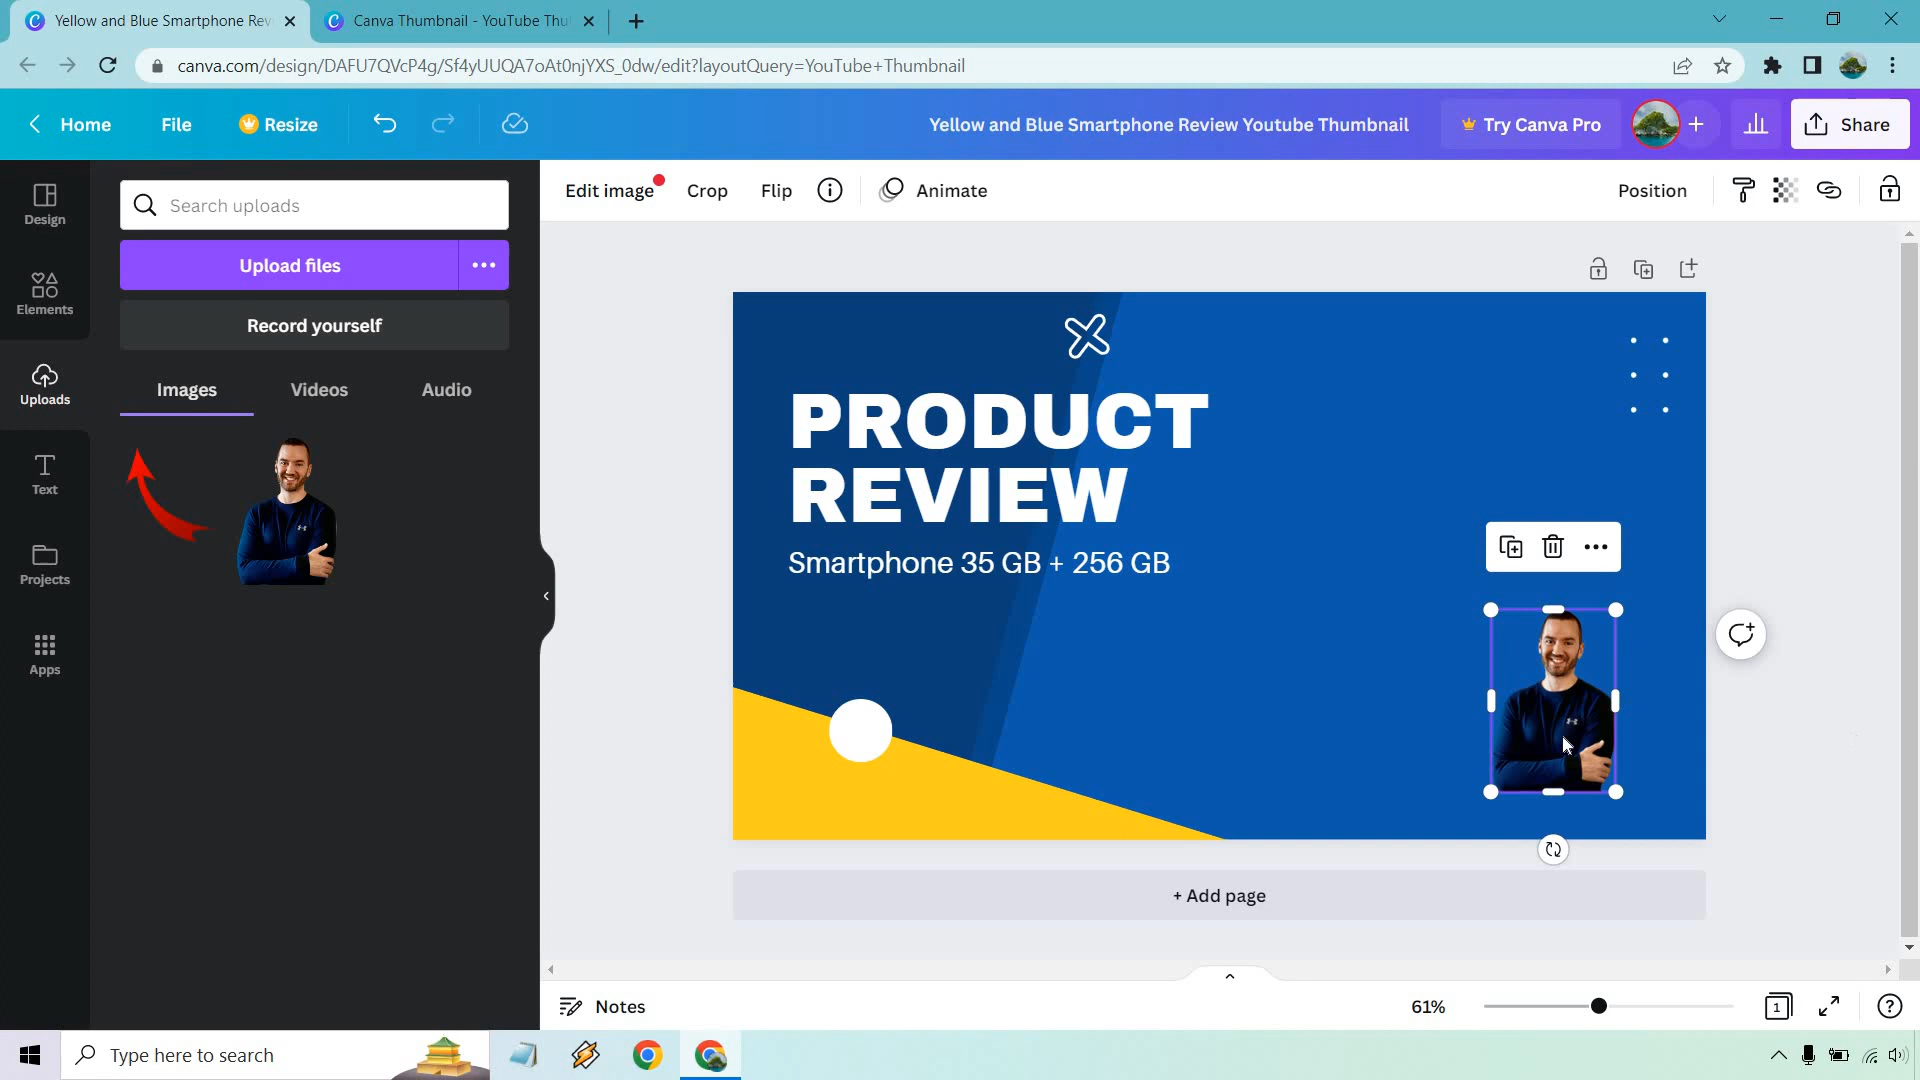 Yellow and Blue Smartphone Rev
Canva Thumbnail - YouTube Thu
canva.com/design/DAFU7QVcP4g/Sf4yUUQA7oAt0njYXS_0dw/edit?layoutQuery=YouTube+Thumbnail
Home
File
Resize
Yellow and Blue Smartphone Review Youtube Thumbnail
Try Canva Pro
Share
Design
Elements
Uploads
Text
Projects
Apps
Search uploads
Upload files
Record yourself
Images
Videos
Audio
Edit image
Crop
Flip
Animate
Position
PRODUCT
REVIEW
Smartphone 35 GB + 256 GB
+ Add page
Notes
61%
1
Type here to search